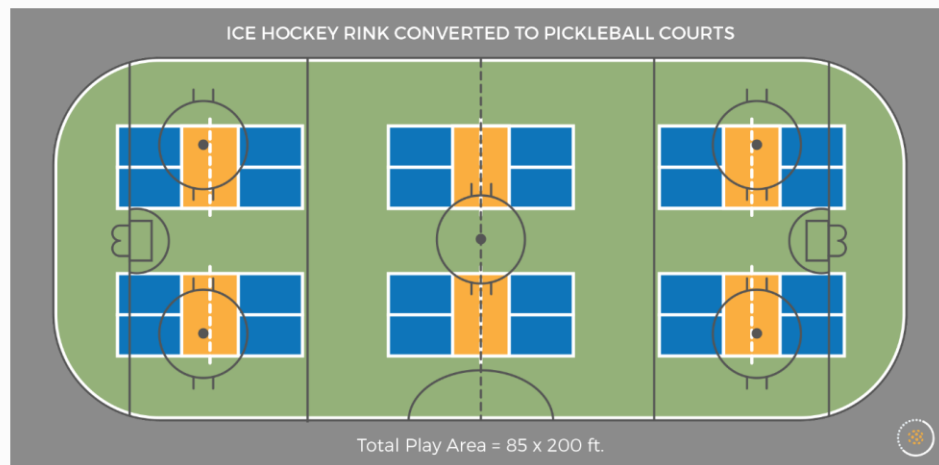 ICE HOCKEY RINK CONVERTED TO PICKLEBALL COURTS
Total Play Area = 85 x 200 ft.